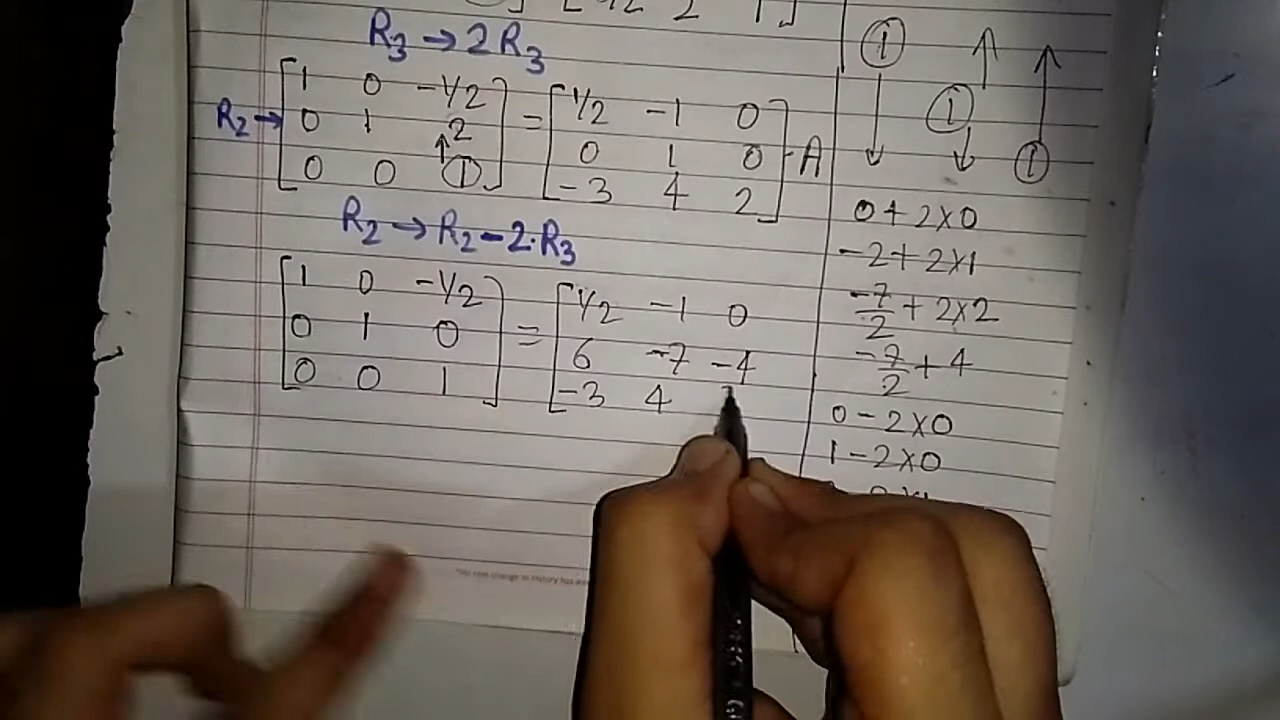 R3 → 2R3
[1 0 -1/2] = [1/2 -1 0]
R2 → [0 1 2] [0 1 0] A
[0 0 1] [-3 4 2]
R2 → R2 - 2·R3
[1 0 -1/2] = [1/2 -1 0]
[0 1 0] [6 -7 -4]
[0 0 1] [-3 4
1
1
1
0 + 2×0
-2 + 2×1
-7/2 + 2×2
-7/2 + 4
0 - 2×0
1 - 2×0